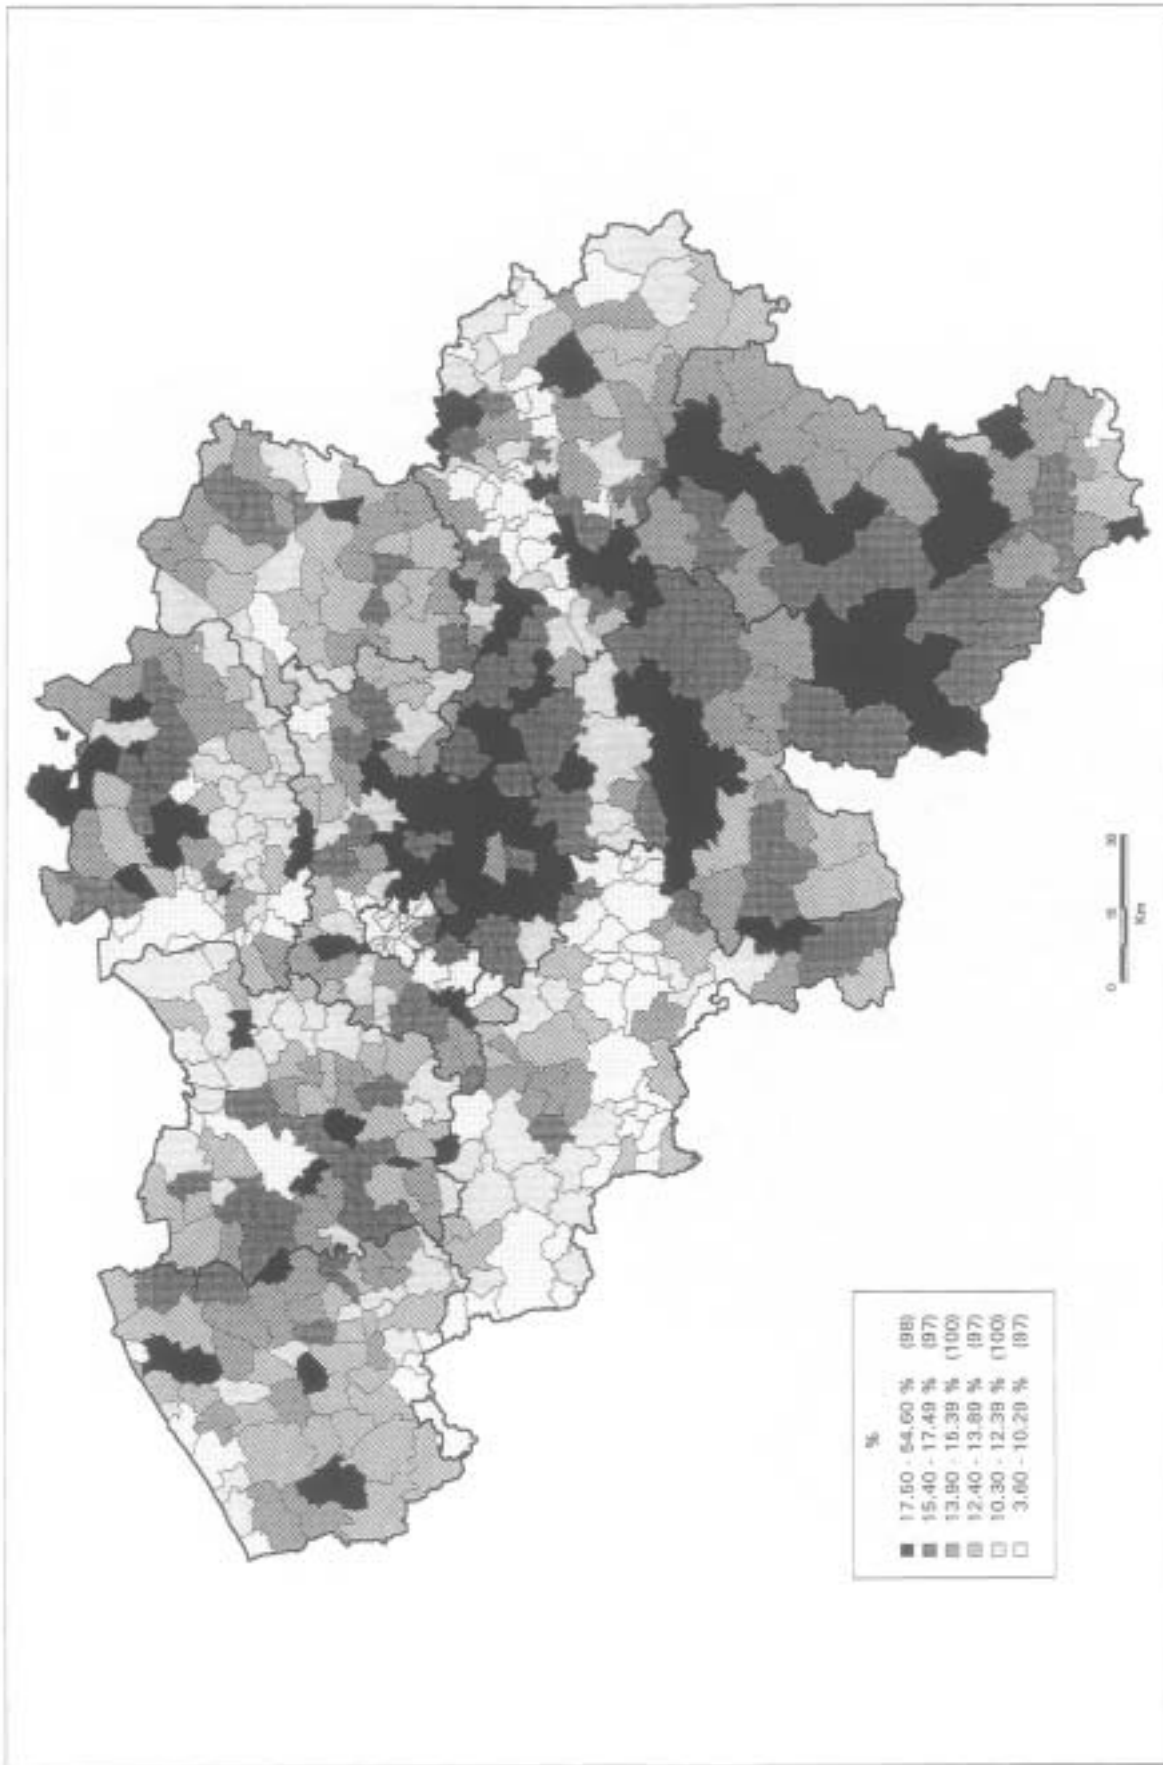 %
17.50 - 54.60 % (98)
15.40 - 17.49 % (97)
13.90 - 15.39 % (100)
12.40 - 13.89 % (97)
10.30 - 12.39 % (100)
3.60 - 10.29 % (97)
0 15 30
Km